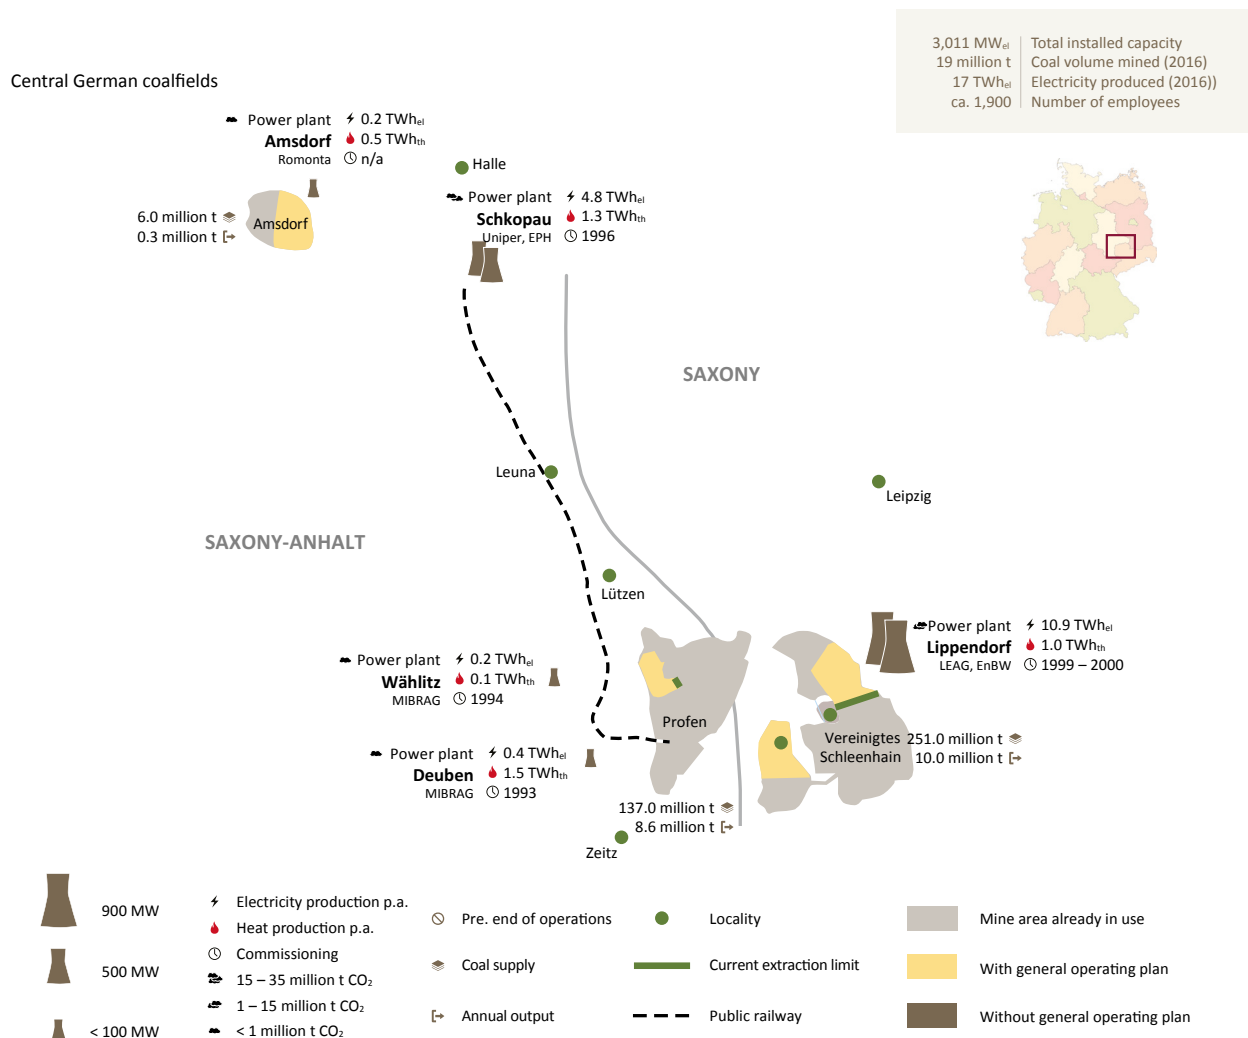 3,011 MWel Total installed capacity
19 million t Coal volume mined (2016)
17 TWhel Electricity produced (2016))
ca. 1,900 Number of employees
Central German coalfields
Power plant 0.2 TWhel
Amsdorf 0.5 TWhth
Romonta n/a
Halle
Power plant 4.8 TWhel
Schkopau 1.3 TWhth
Uniper, EPH 1996
6.0 million t
0.3 million t
Amsdorf
SAXONY
Leuna
Leipzig
SAXONY-ANHALT
Lützen
Power plant 10.9 TWhel
Lippendorf 1.0 TWhth
LEAG, EnBW 1999 – 2000
Power plant 0.2 TWhel
Wählitz 0.1 TWhth
MIBRAG 1994
Profen
Vereinigtes
Schleenhain
251.0 million t
10.0 million t
Power plant 0.4 TWhel
Deuben 1.5 TWhth
MIBRAG 1993
137.0 million t
8.6 million t
Zeitz
900 MW
500 MW
< 100 MW
Electricity production p.a.
Heat production p.a.
Commissioning
15 – 35 million t CO₂
1 – 15 million t CO₂
< 1 million t CO₂
Pre. end of operations
Coal supply
Annual output
Locality
Current extraction limit
Public railway
Mine area already in use
With general operating plan
Without general operating plan